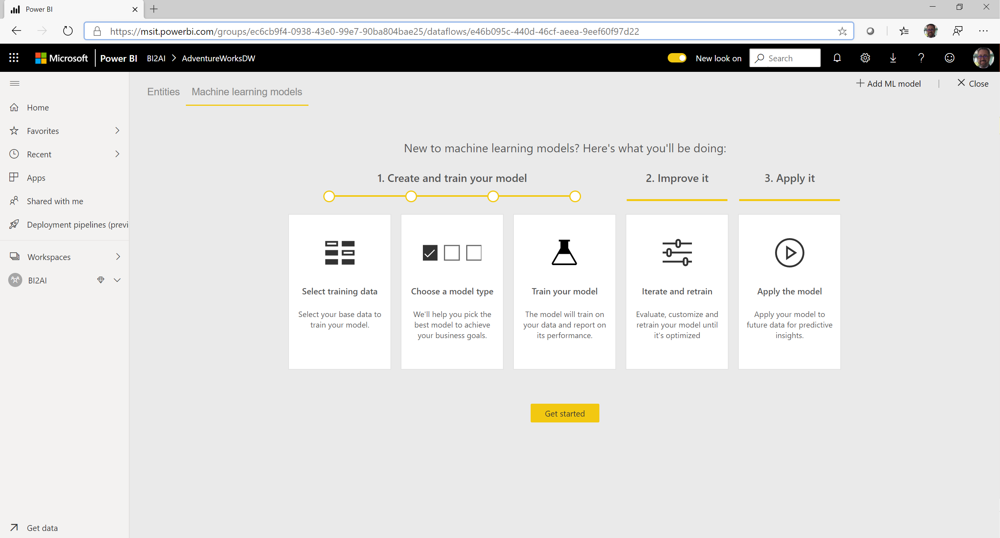 Power BI
https://msit.powerbi.com/groups/ec6cb9f4-0938-43e0-99e7-90ba804bae25/dataflows/e46b095c-440d-46cf-aeea-9eef60f97d22
Microsoft Power BI BI2AI > AdventureWorksDW New look on Search
+ Add ML model | Close
Entities Machine learning models
Home
Favorites
Recent
Apps
Shared with me
Deployment pipelines (previ
Workspaces
BI2AI
Get data
New to machine learning models? Here's what you'll be doing:
1. Create and train your model
2. Improve it
3. Apply it
Select training data
Select your base data to
train your model.
Choose a model type
We'll help you pick the
best model to achieve
your business goals.
Train your model
The model will train on
your data and report on
its performance.
Iterate and retrain
Evaluate, customize and
retrain your model until
it's optimized
Apply the model
Apply your model to
future data for predictive
insights.
Get started